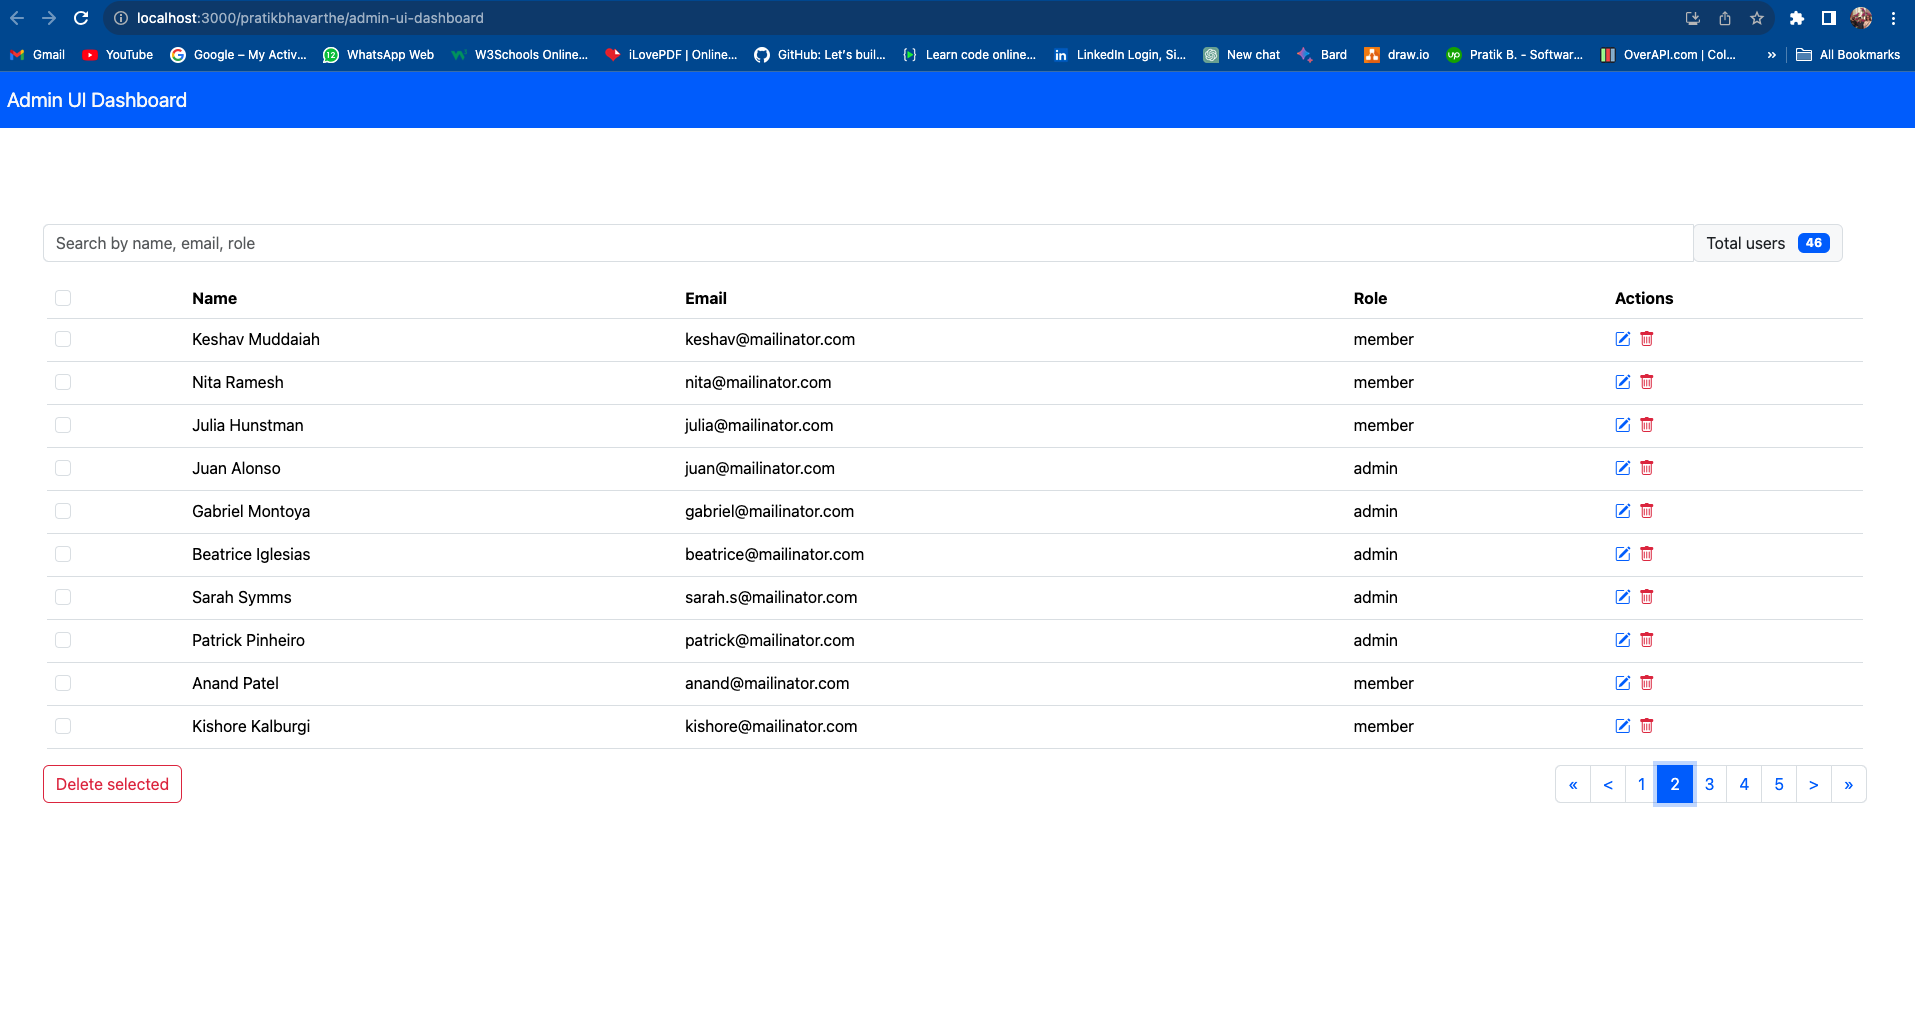 localhost:3000/pratikbhavarthe/admin-ui-dashboard
Gmail YouTube Google – My Activ... 12 WhatsApp Web W3Schools Online... iLovePDF | Online... GitHub: Let's buil... Learn code online... in LinkedIn Login, Si... New chat Bard draw.io up Pratik B. - Softwar... OverAPI.com | Col... » All Bookmarks
Admin UI Dashboard
Search by name, email, role Total users 46
Name Email Role Actions
Keshav Muddaiah keshav@mailinator.com member
Nita Ramesh nita@mailinator.com member
Julia Hunstman julia@mailinator.com member
Juan Alonso juan@mailinator.com admin
Gabriel Montoya gabriel@mailinator.com admin
Beatrice Iglesias beatrice@mailinator.com admin
Sarah Symms sarah.s@mailinator.com admin
Patrick Pinheiro patrick@mailinator.com admin
Anand Patel anand@mailinator.com member
Kishore Kalburgi kishore@mailinator.com member
Delete selected « < 1 2 3 4 5 > »